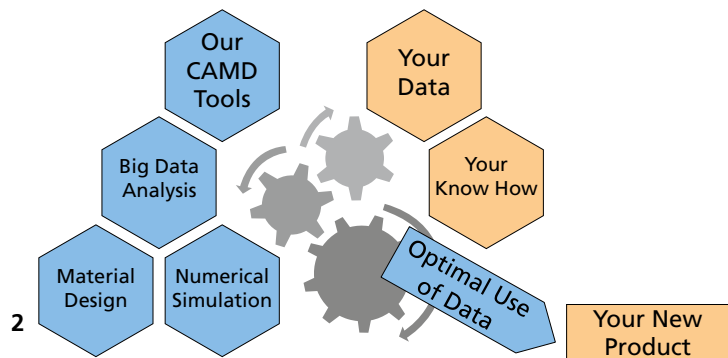 Our
CAMD
Tools
Your
Data
Big Data
Analysis
Your
Know How
Material
Design
Numerical
Simulation
Optimal Use
of Data
2
Your New
Product